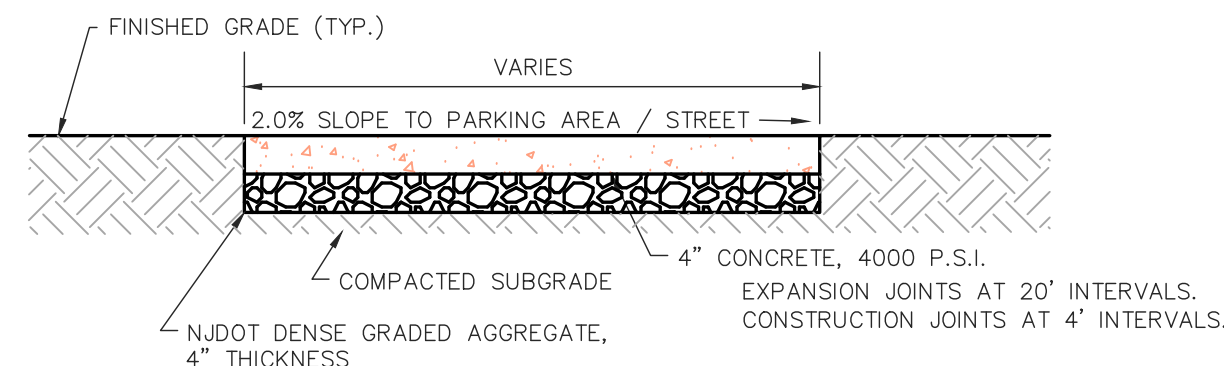 FINISHED GRADE (TYP.)
VARIES
2.0% SLOPE TO PARKING AREA / STREET
4” CONCRETE, 4000 P.S.I.
EXPANSION JOINTS AT 20’ INTERVALS.
CONSTRUCTION JOINTS AT 4’ INTERVALS.
COMPACTED SUBGRADE
NJDOT DENSE GRADED AGGREGATE,
4” THICKNESS